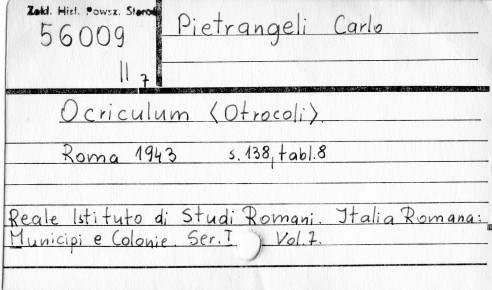 Zakł. Hist. Powsz. Staroż
56009
II 7
Pietrangeli Carlo
Ocriculum <Otrocoli>.
Roma 1943 s. 138, tabl. 8
Reale Istituto di Studi Romani. Italia Romana:
Municipi e Colonie. Ser. I Vol. 7.